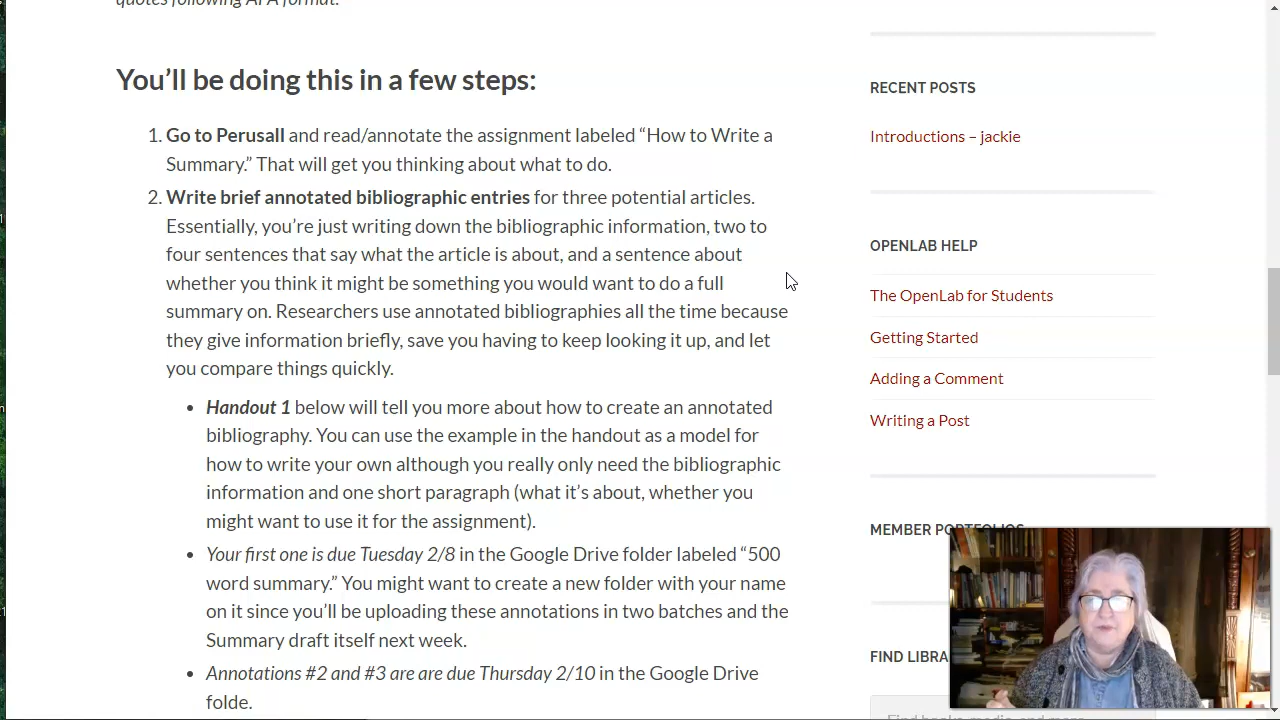 quotes following APA format.
You'll be doing this in a few steps:
1. Go to Perusall and read/annotate the assignment labeled “How to Write a
Summary.” That will get you thinking about what to do.
2. Write brief annotated bibliographic entries for three potential articles.
Essentially, you’re just writing down the bibliographic information, two to
four sentences that say what the article is about, and a sentence about
whether you think it might be something you would want to do a full
summary on. Researchers use annotated bibliographies all the time because
they give information briefly, save you having to keep looking it up, and let
you compare things quickly.
• Handout 1 below will tell you more about how to create an annotated
bibliography. You can use the example in the handout as a model for
how to write your own although you really only need the bibliographic
information and one short paragraph (what it’s about, whether you
might want to use it for the assignment).
• Your first one is due Tuesday 2/8 in the Google Drive folder labeled “500
word summary.” You might want to create a new folder with your name
on it since you’ll be uploading these annotations in two batches and the
Summary draft itself next week.
• Annotations #2 and #3 are are due Thursday 2/10 in the Google Drive
folde.
RECENT POSTS
Introductions – jackie
OPENLAB HELP
The OpenLab for Students
Getting Started
Adding a Comment
Writing a Post
MEMBER PORTFOLIOS
FIND LIBRA